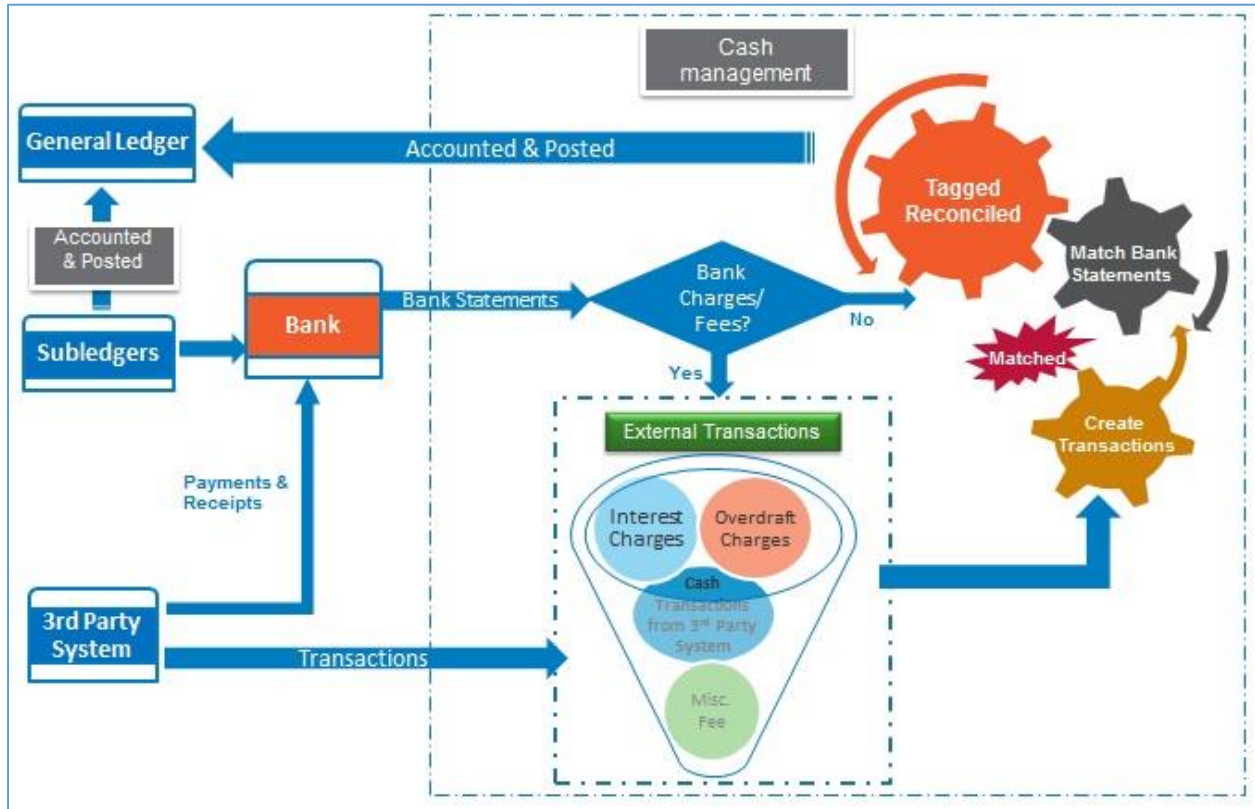 Cash
management
General Ledger
Accounted & Posted
Tagged
Reconciled
Accounted
& Posted
Match Bank
Statements
Bank
Charges/
Fees?
Bank Statements
Bank
No
Subledgers
Matched
Yes
External Transactions
Create
Transactions
Payments &
Receipts
Interest
Charges
Overdraft
Charges
Cash
Transactions
from 3rd Party
System
3rd Party
System
Transactions
Misc.
Fee